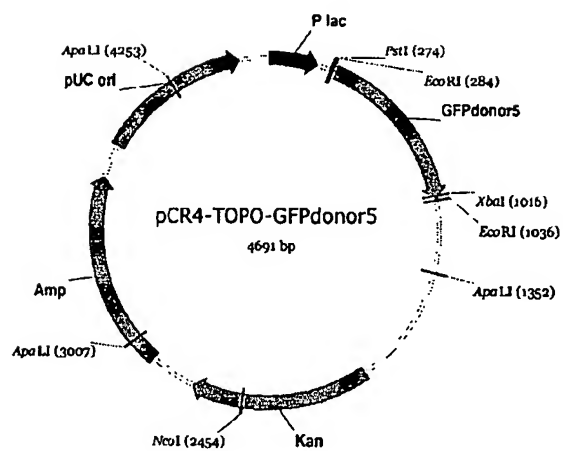 P lac
ApaLI (4253)
PstI (274)
pUC ori
EcoRI (284)
GFPdonor5
XbaI (1016)
pCR4-TOPO-GFPdonor5
EcoRI (1036)
4691 bp
ApaLI (1352)
Amp
ApaLI (3007)
NcoI (2454)
Kan